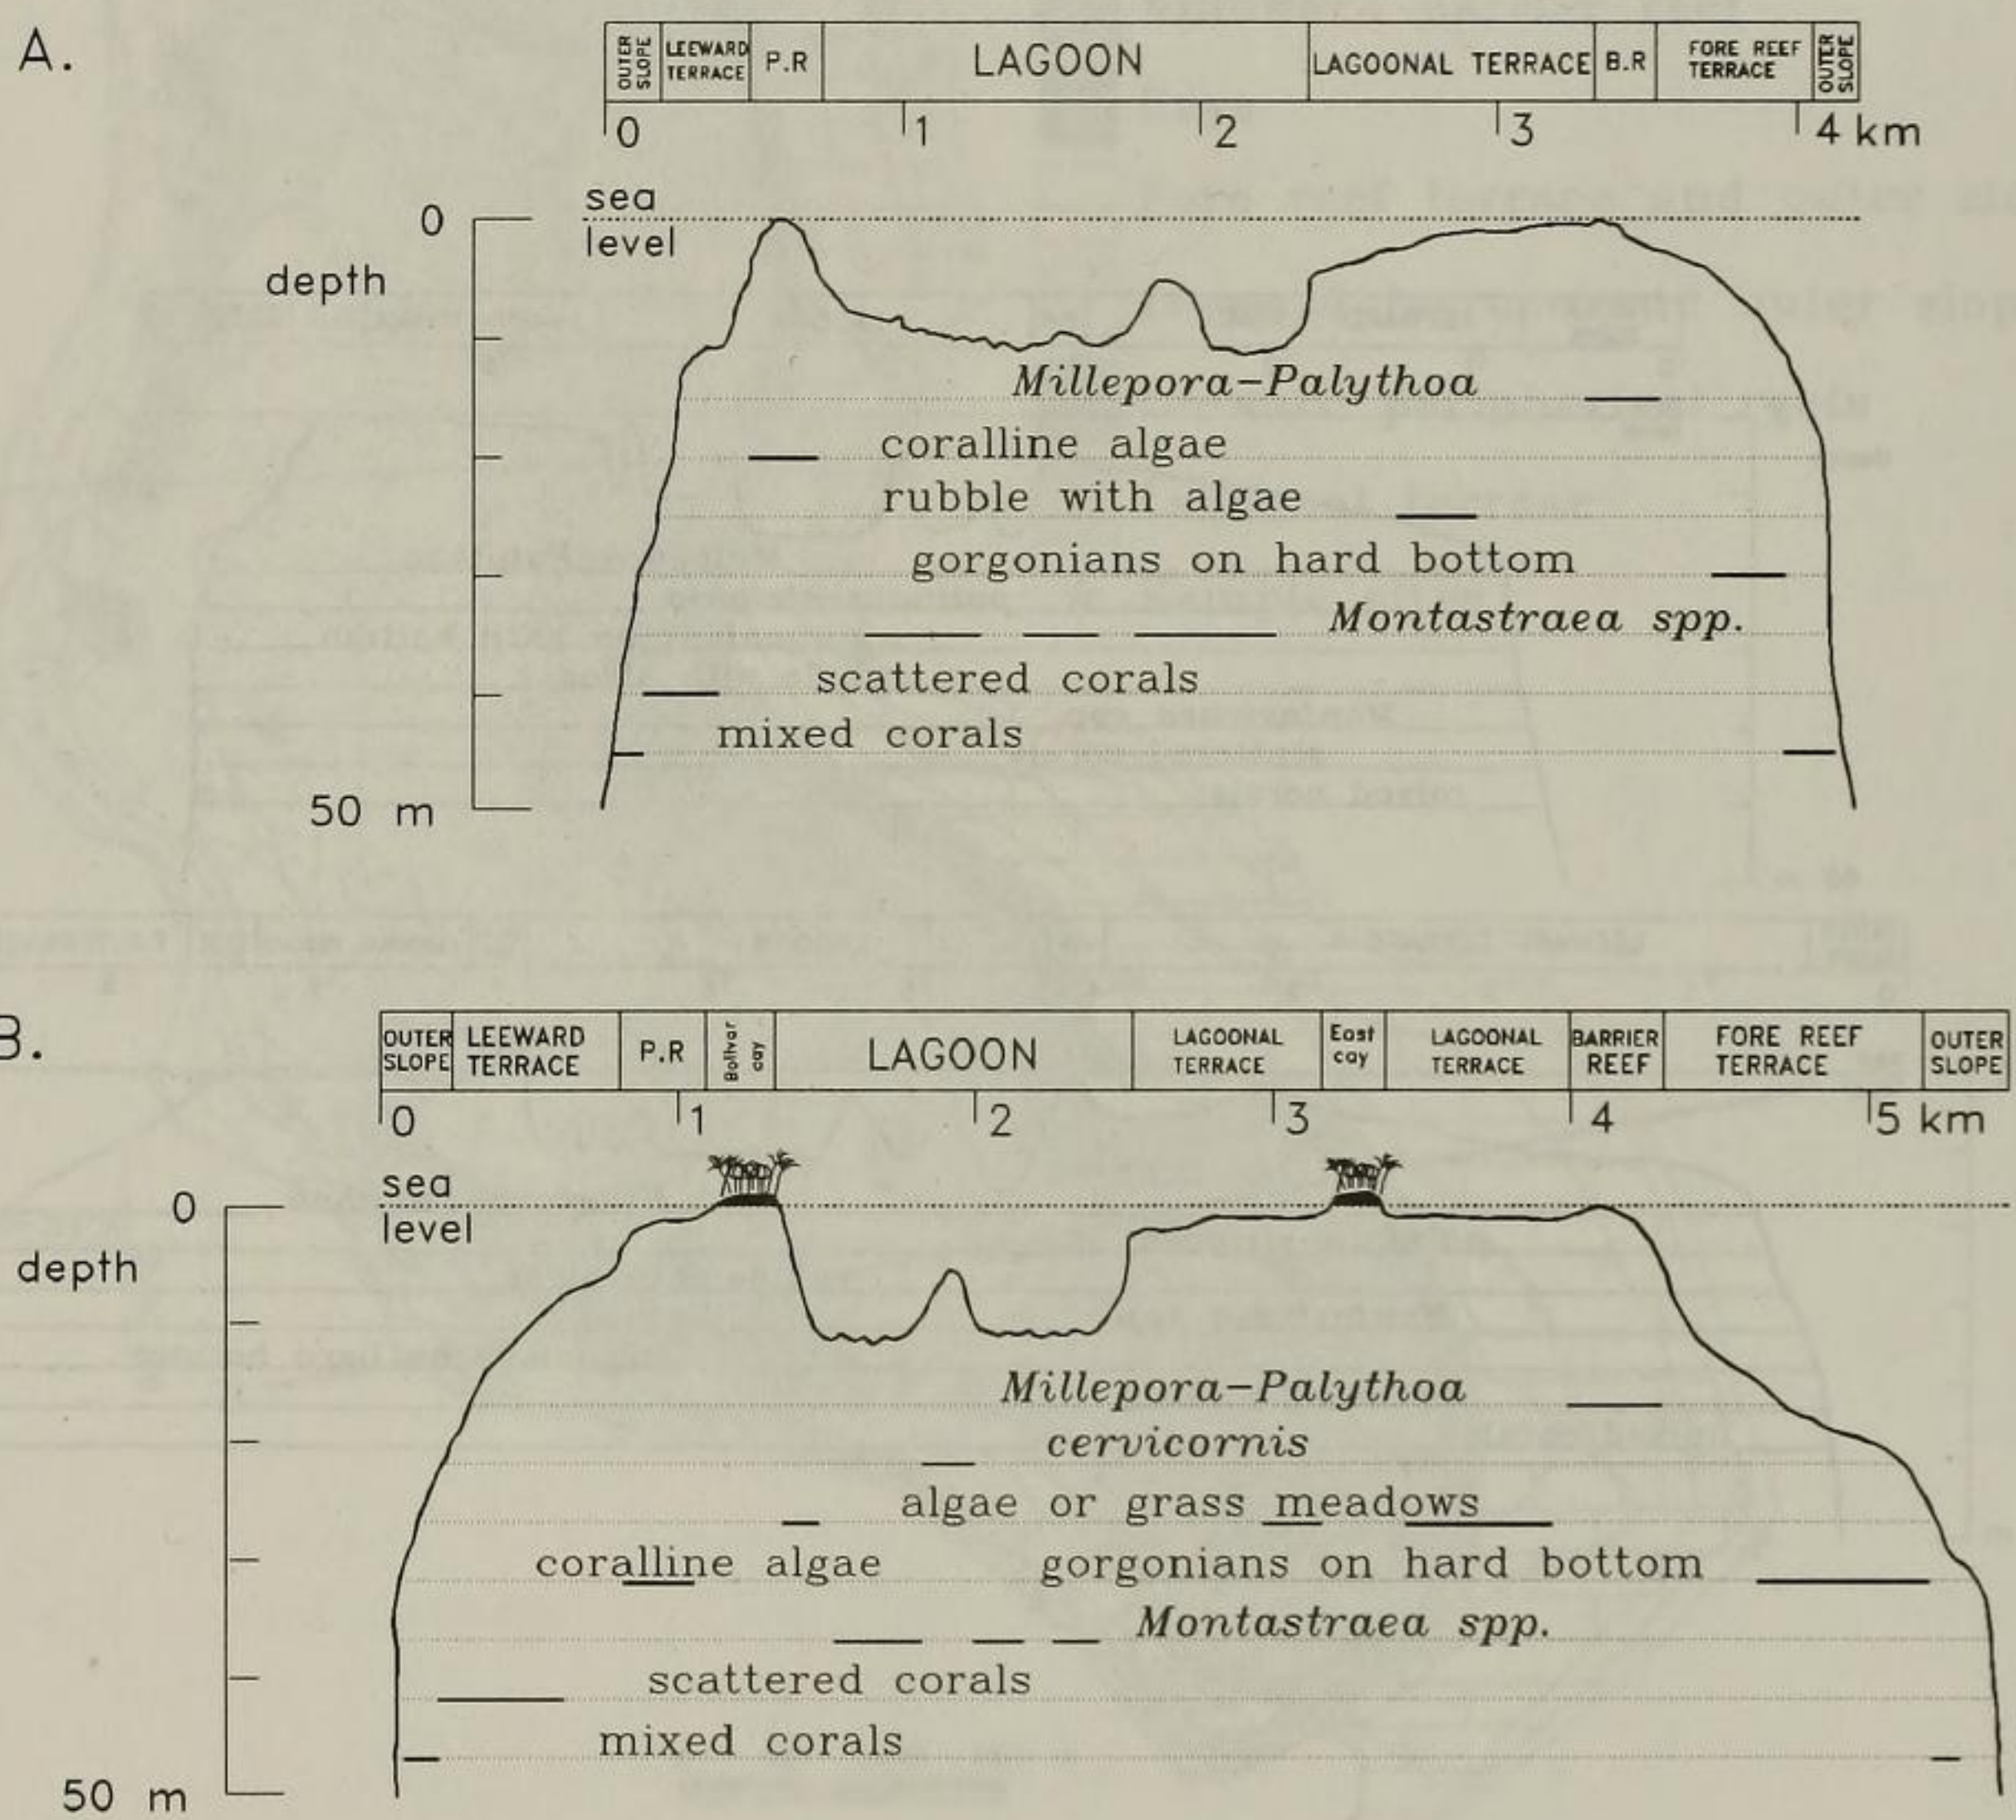 A.
OUTER SLOPE LEEWARD TERRACE P.R LAGOON LAGOONAL TERRACE B.R FORE REEF TERRACE OUTER SLOPE
0 1 2 3 4 km
sea
0
level
depth
Millepora-Palythoa
coralline algae
rubble with algae
gorgonians on hard bottom
Montastraea spp.
scattered corals
mixed corals
50 m
B.
OUTER SLOPE LEEWARD TERRACE P.R Bolivar cay LAGOON LAGOONAL TERRACE East cay LAGOONAL TERRACE BARRIER REEF FORE REEF TERRACE OUTER SLOPE
0 1 2 3 4 5 km
sea
0
level
depth
Millepora-Palythoa
cervicornis
algae or grass meadows
coralline algae gorgonians on hard bottom
Montastraea spp.
scattered corals
mixed corals
50 m